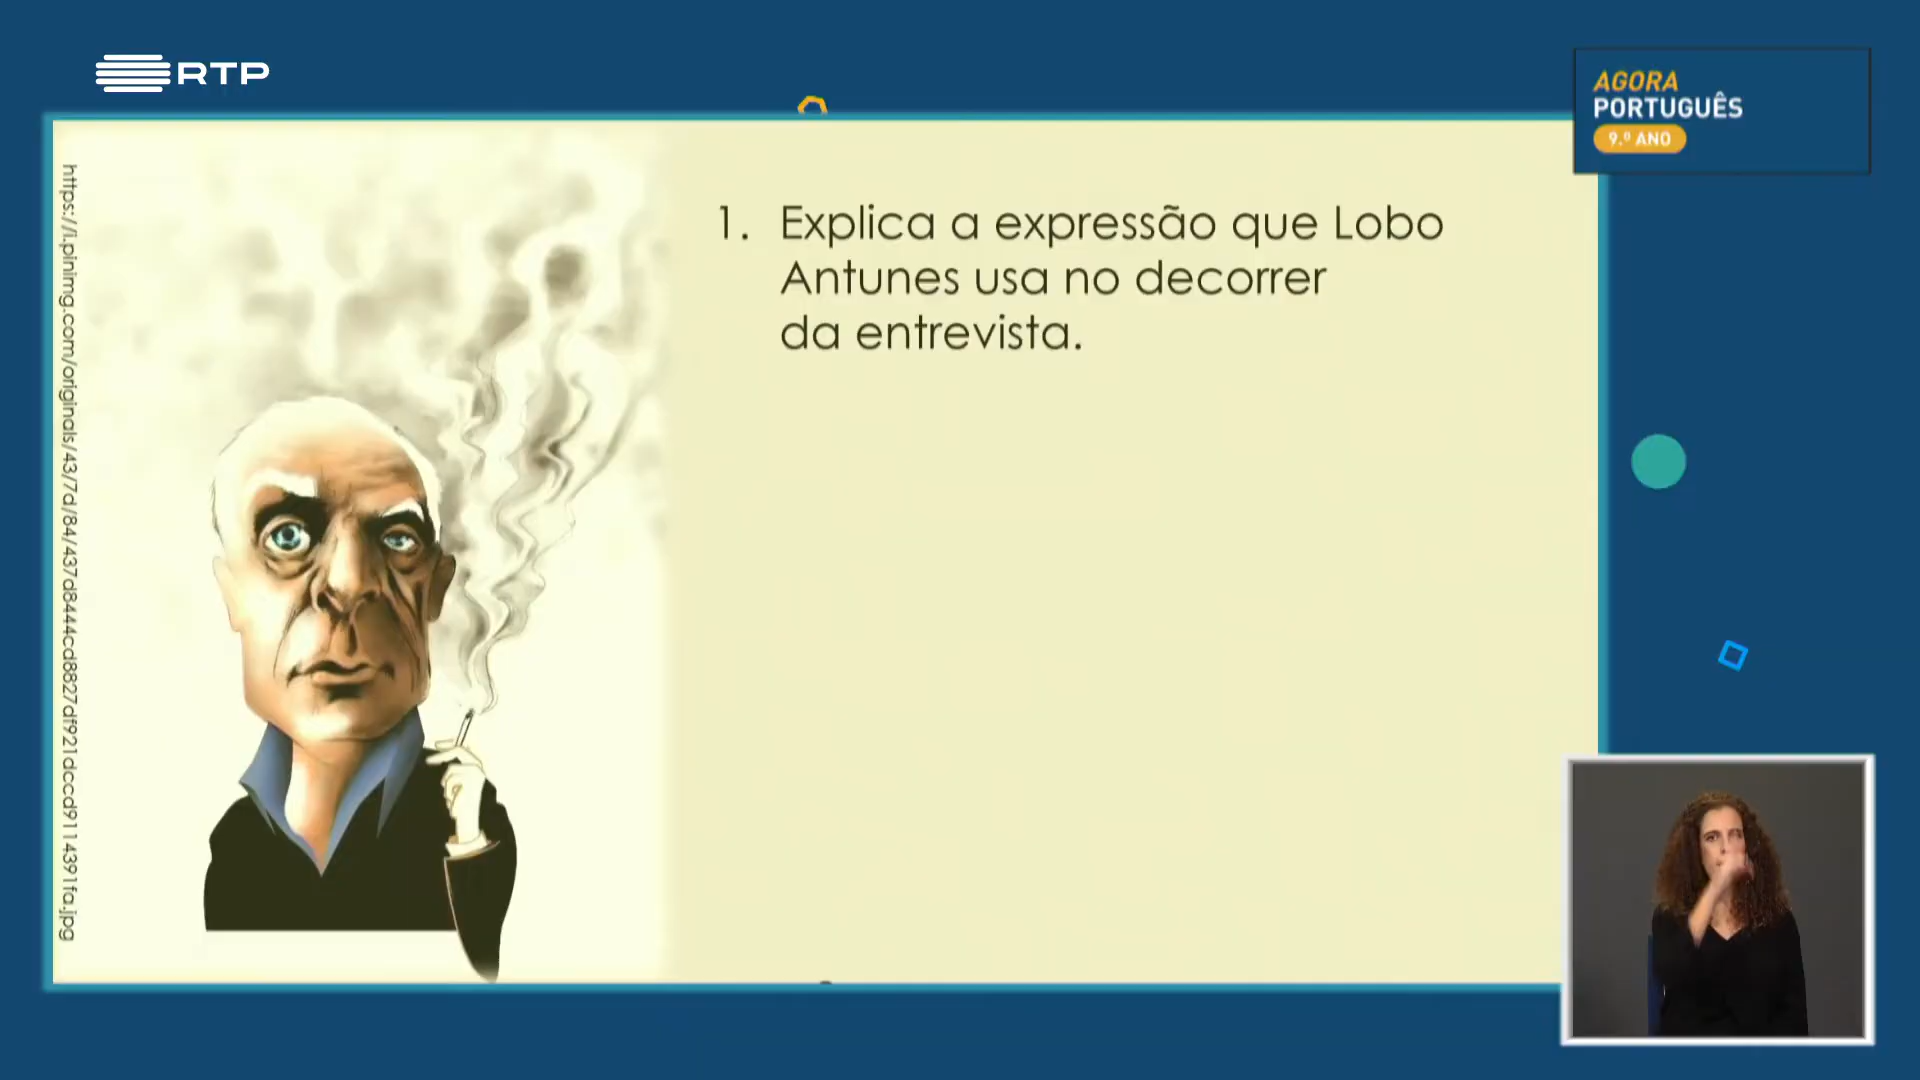 RTP
AGORA
PORTUGUÊS
9.º ANO
https://i.pinimg.com/originals/43/7d/84/437d8444cd8827df921dccd9114391fa.jpg
1. Explica a expressão que Lobo
Antunes usa no decorrer
da entrevista.